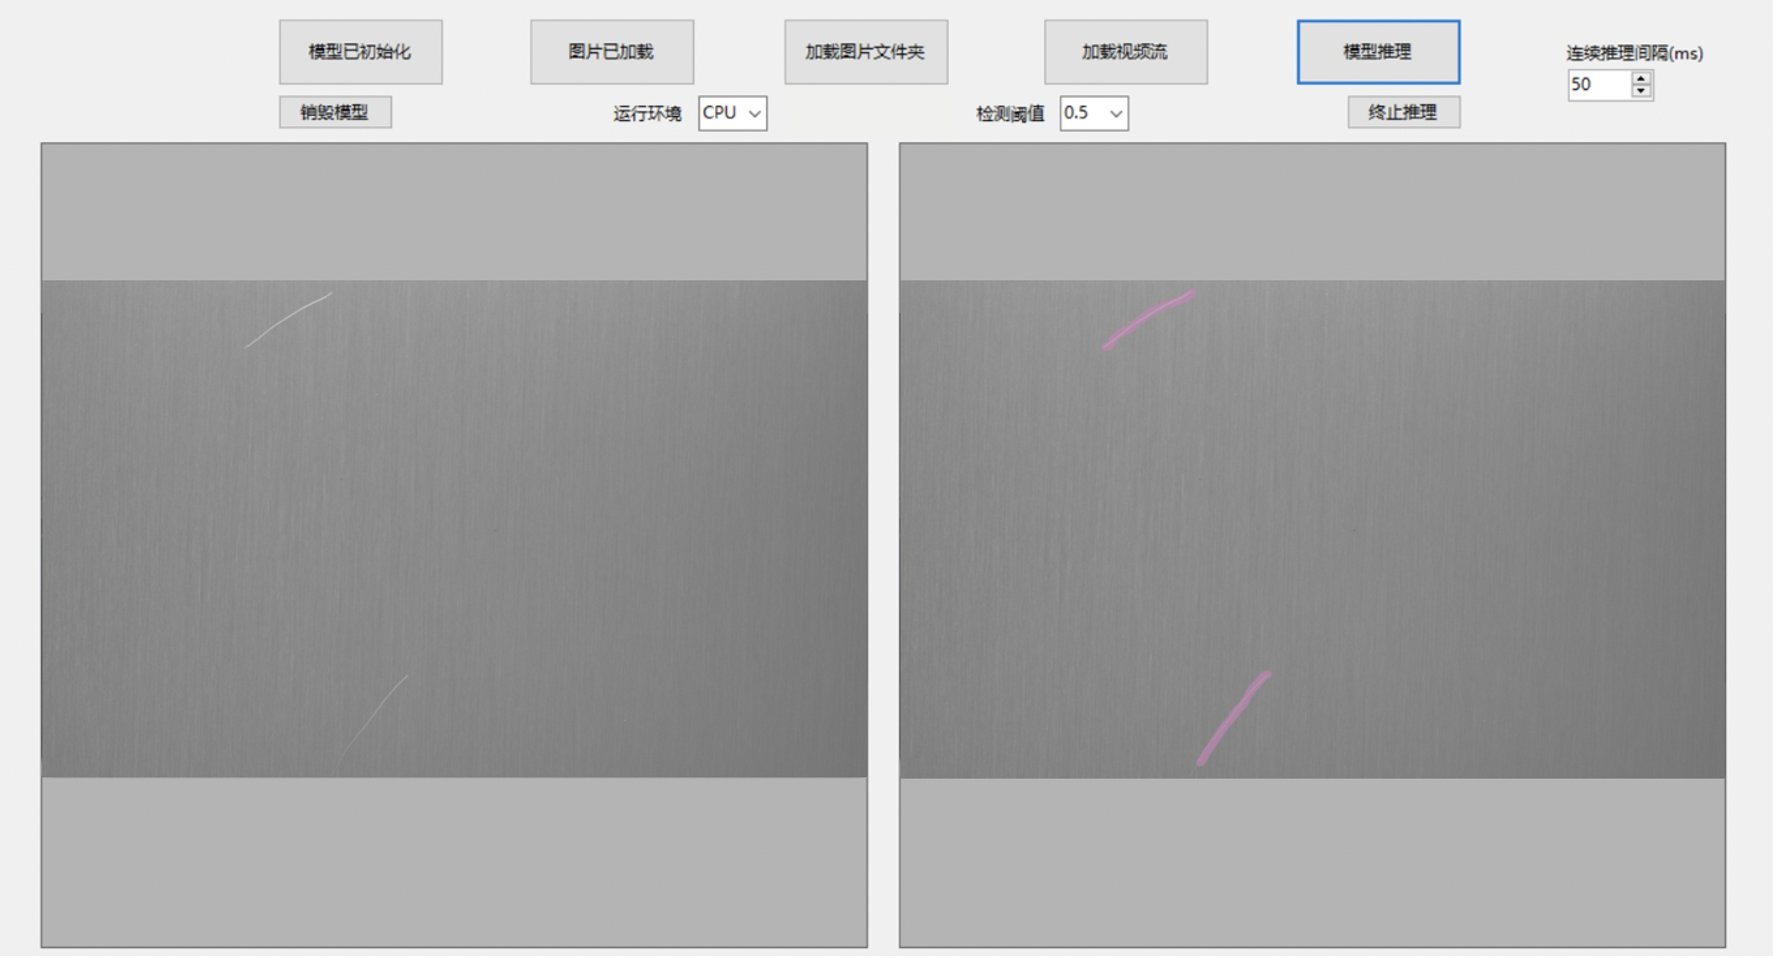 模型已初始化
图片已加载
加载图片文件夹
加载视频流
模型推理
连续推理间隔(ms)
50
销毁模型
运行环境
CPU
检测阈值
0.5
终止推理